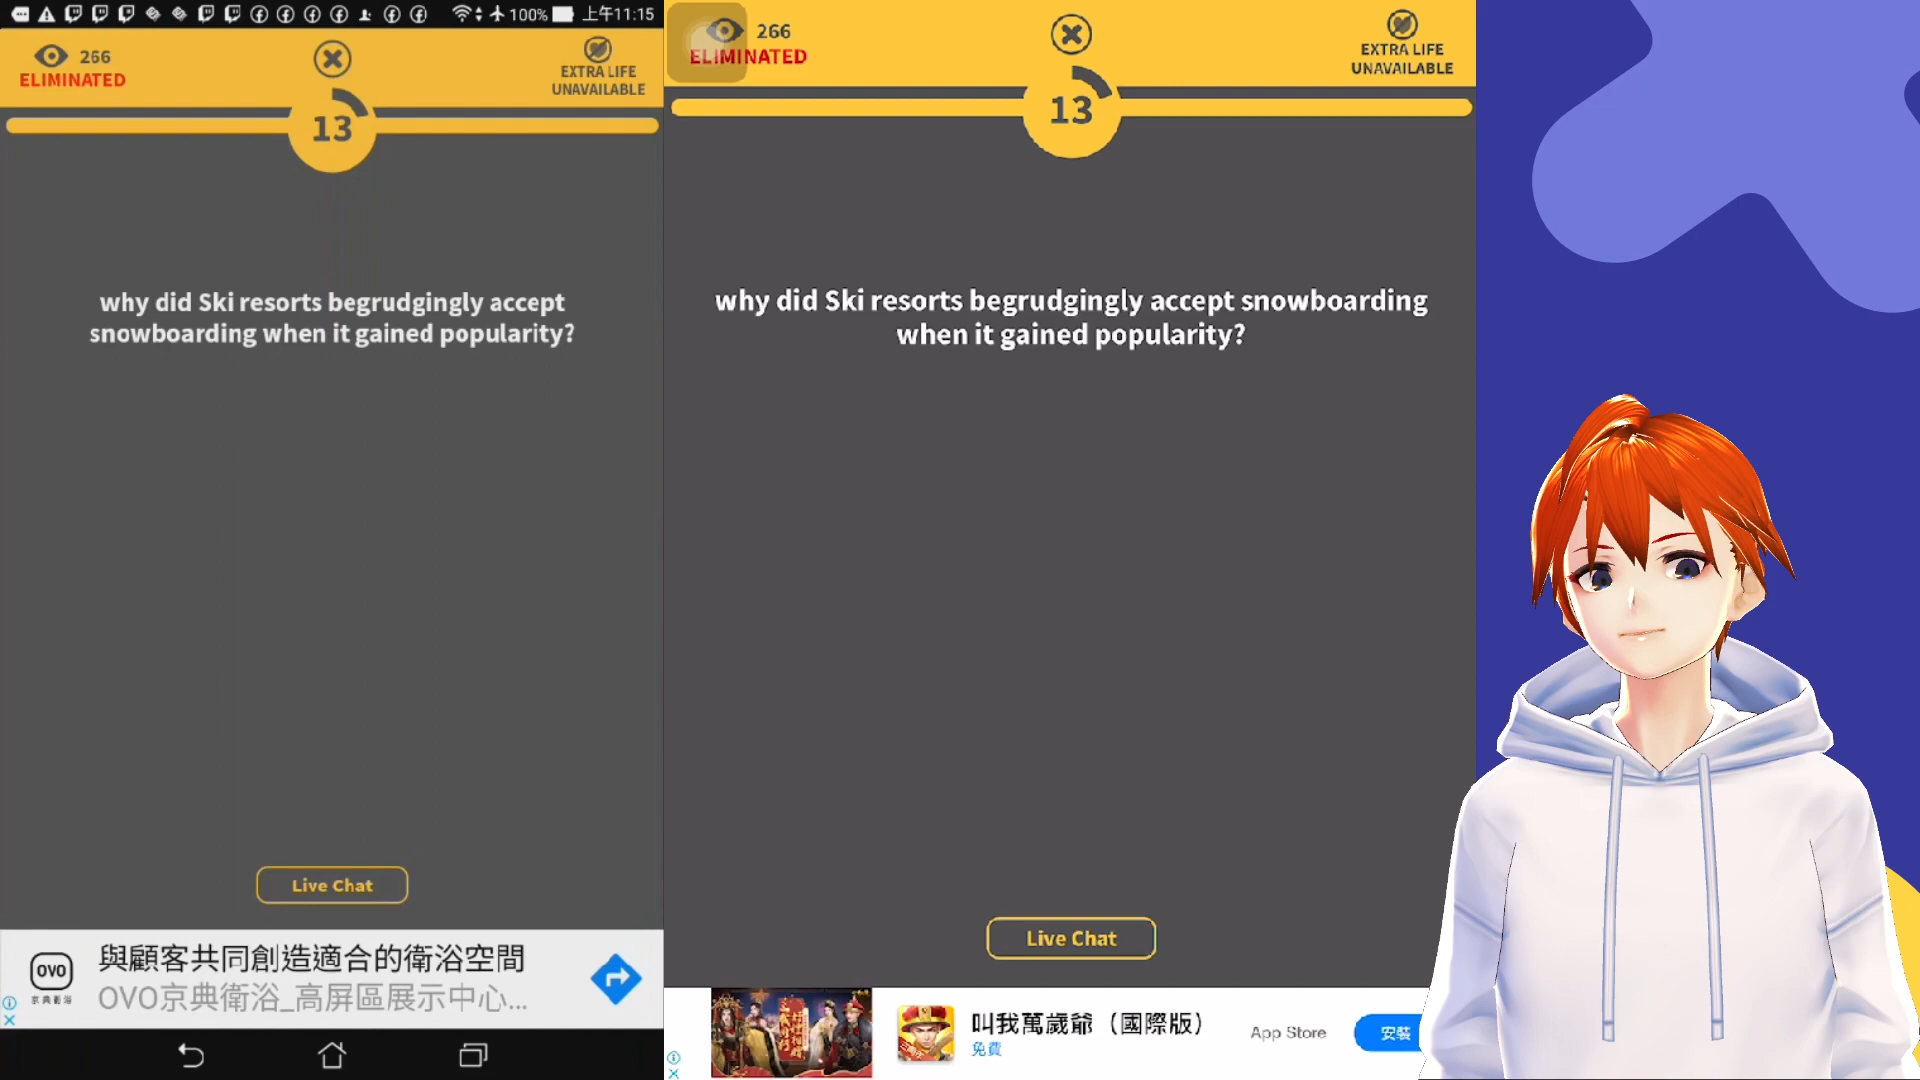 100% 上午11:15
266
ELIMINATED
EXTRA LIFE
UNAVAILABLE
13
why did Ski resorts begrudgingly accept
snowboarding when it gained popularity?
Live Chat
OVO
京典衛浴
與顧客共同創造適合的衛浴空間
OVO京典衛浴_高屏區展示中心...
266
ELIMINATED
EXTRA LIFE
UNAVAILABLE
13
why did Ski resorts begrudgingly accept snowboarding
when it gained popularity?
Live Chat
叫我萬歲爺（國際版）
免費
App Store
安裝